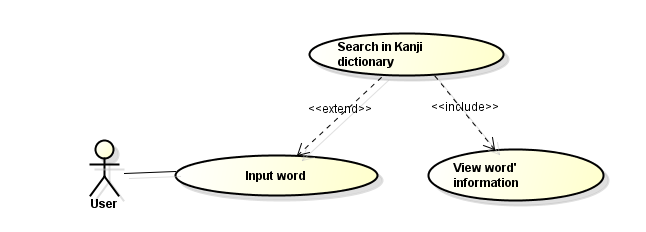 Search in Kanji
dictionary
<<extend>>
<<include>>
User
Input word
View word'
information